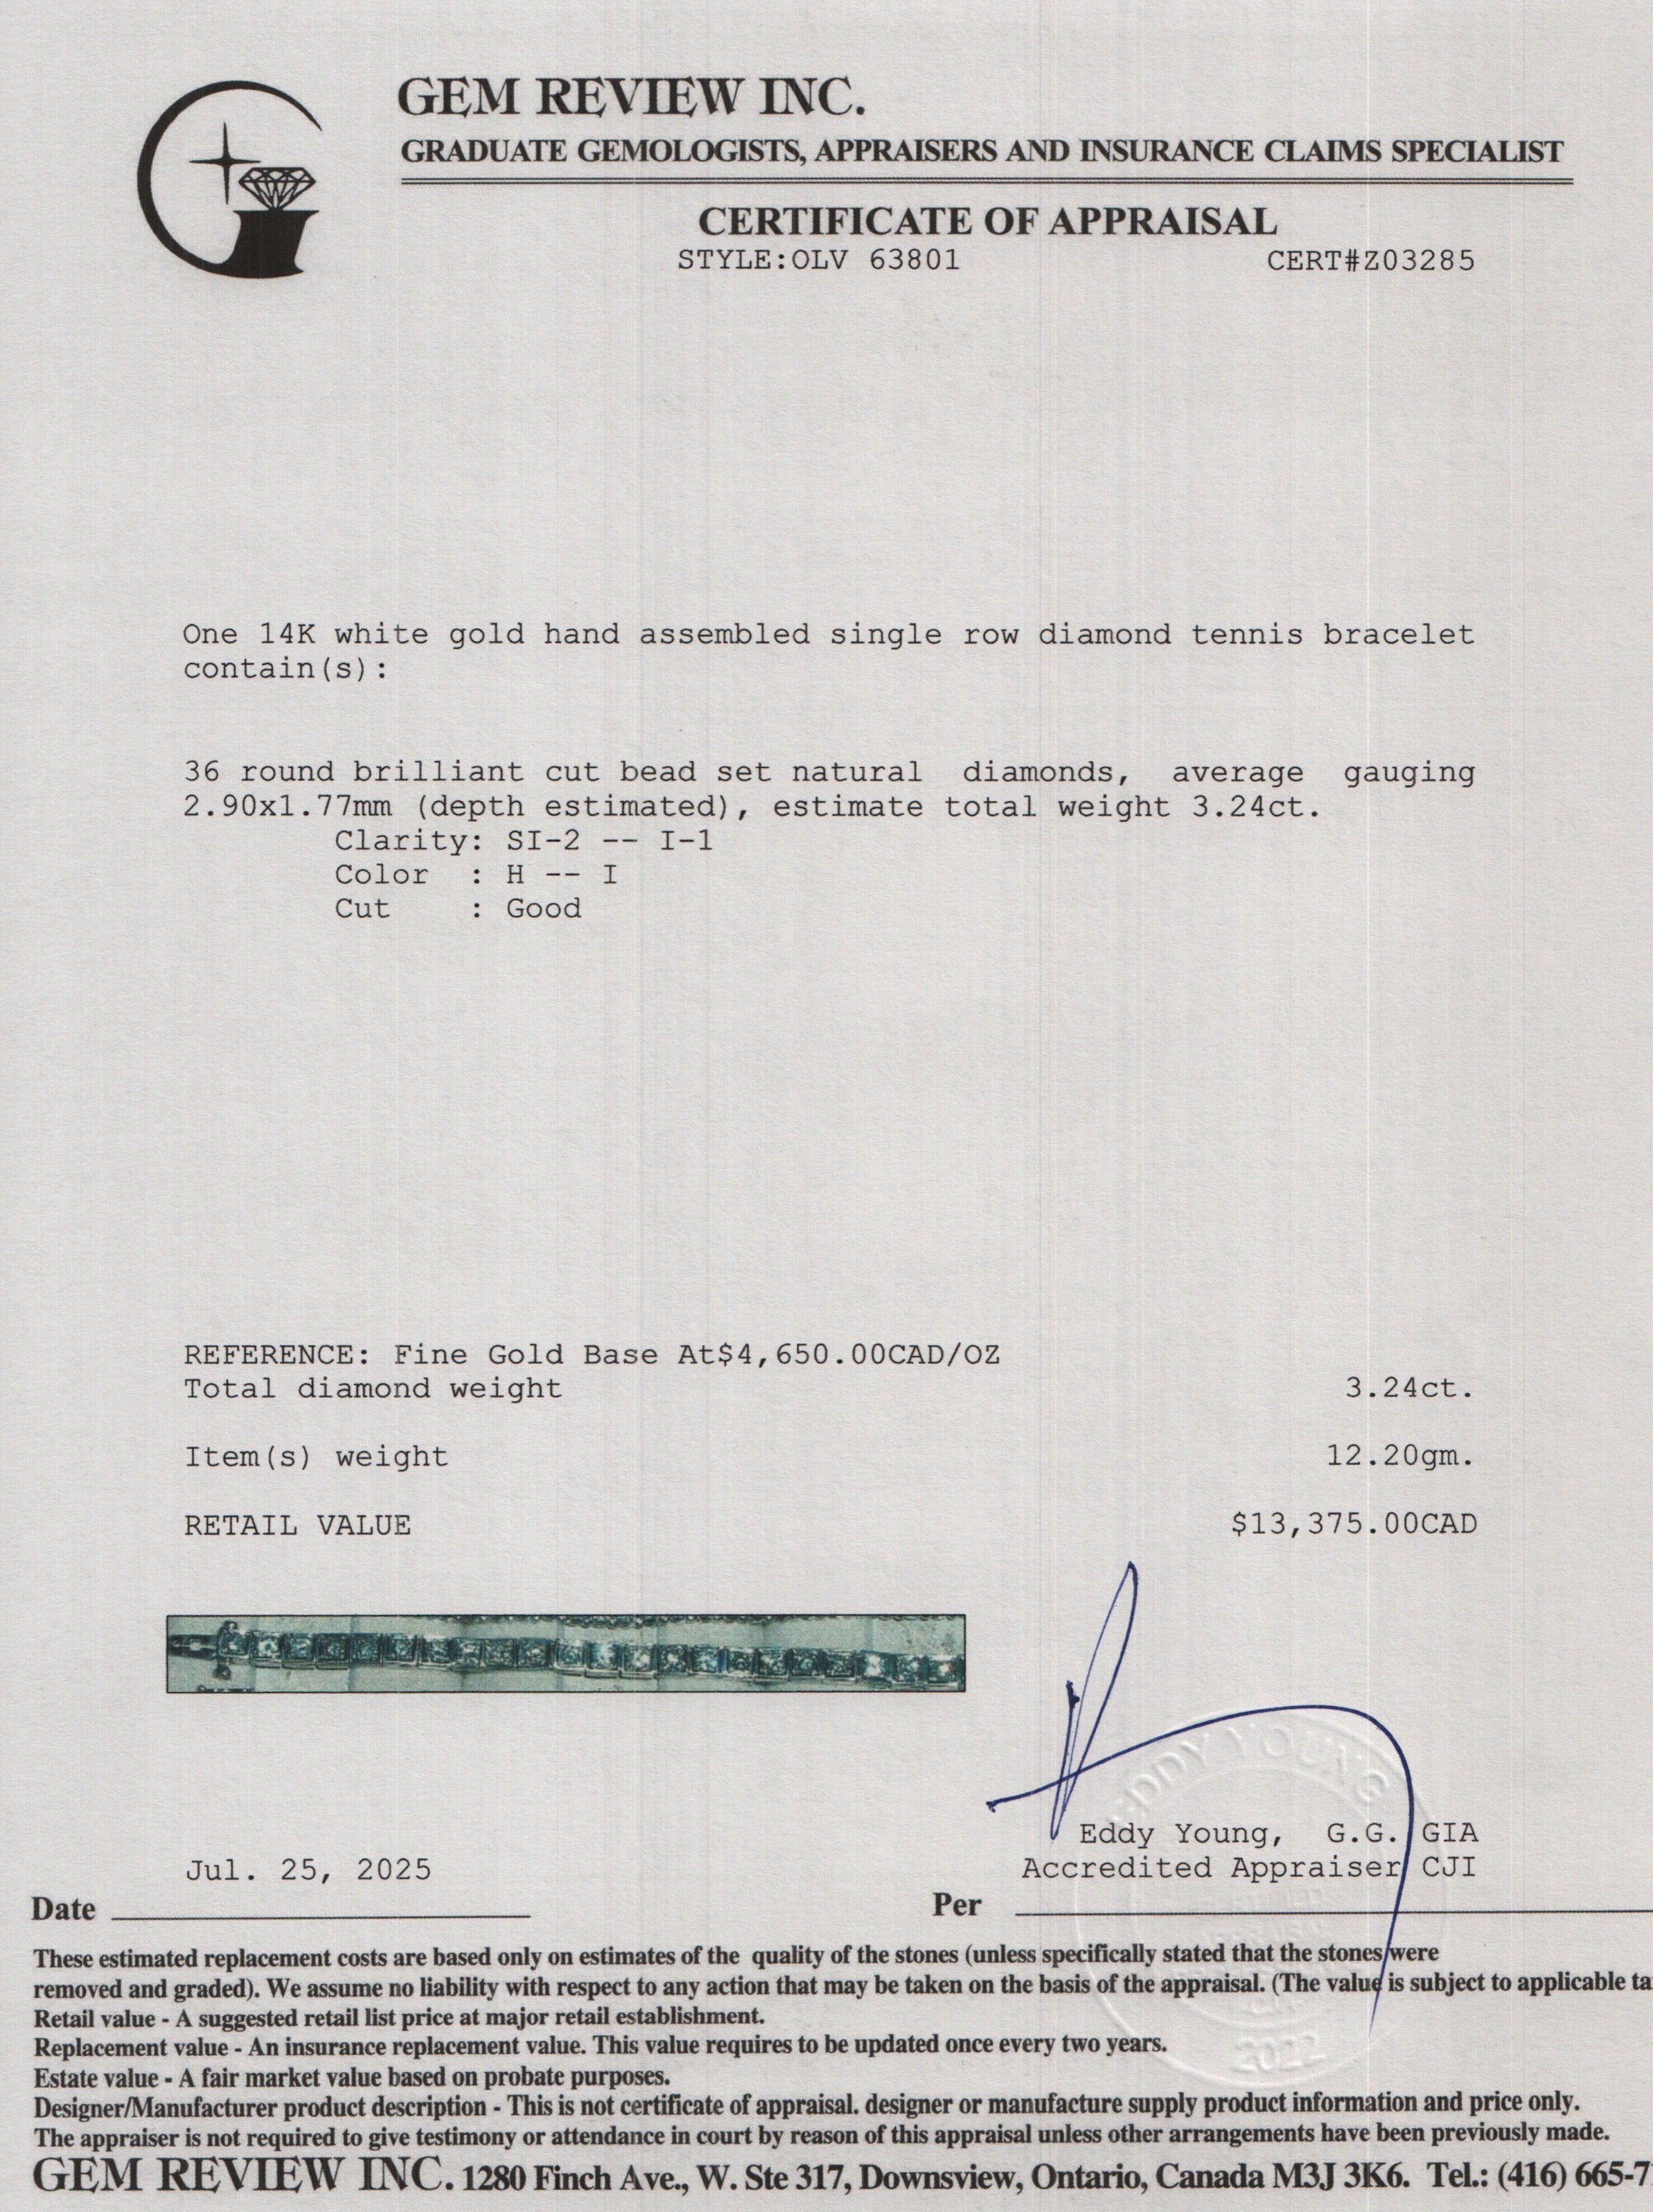 GEM REVIEW INC.
GRADUATE GEMOLOGISTS, APPRAISERS AND INSURANCE CLAIMS SPECIALIST
CERTIFICATE OF APPRAISAL
STYLE:OLV 63801 CERT#Z03285
One 14K white gold hand assembled single row diamond tennis bracelet
contain(s):
36 round brilliant cut bead set natural diamonds, average gauging
2.90x1.77mm (depth estimated), estimate total weight 3.24ct.
Clarity: SI-2 -- I-1
Color : H -- I
Cut : Good
REFERENCE: Fine Gold Base At$4,650.00CAD/OZ
Total diamond weight 3.24ct.
Item(s) weight 12.20gm.
RETAIL VALUE $13,375.00CAD
EDDY YOUNG
Eddy Young, G.G. GIA
Jul. 25, 2025 Accredited Appraiser CJI
Date Per
These estimated replacement costs are based only on estimates of the quality of the stones (unless specifically stated that the stones were
removed and graded). We assume no liability with respect to any action that may be taken on the basis of the appraisal. (The value is subject to applicable ta
Retail value - A suggested retail list price at major retail establishment.
Replacement value - An insurance replacement value. This value requires to be updated once every two years.
2022
Estate value - A fair market value based on probate purposes.
Designer/Manufacturer product description - This is not certificate of appraisal. designer or manufacture supply product information and price only.
The appraiser is not required to give testimony or attendance in court by reason of this appraisal unless other arrangements have been previously made.
GEM REVIEW INC. 1280 Finch Ave., W. Ste 317, Downsview, Ontario, Canada M3J 3K6. Tel.: (416) 665-7